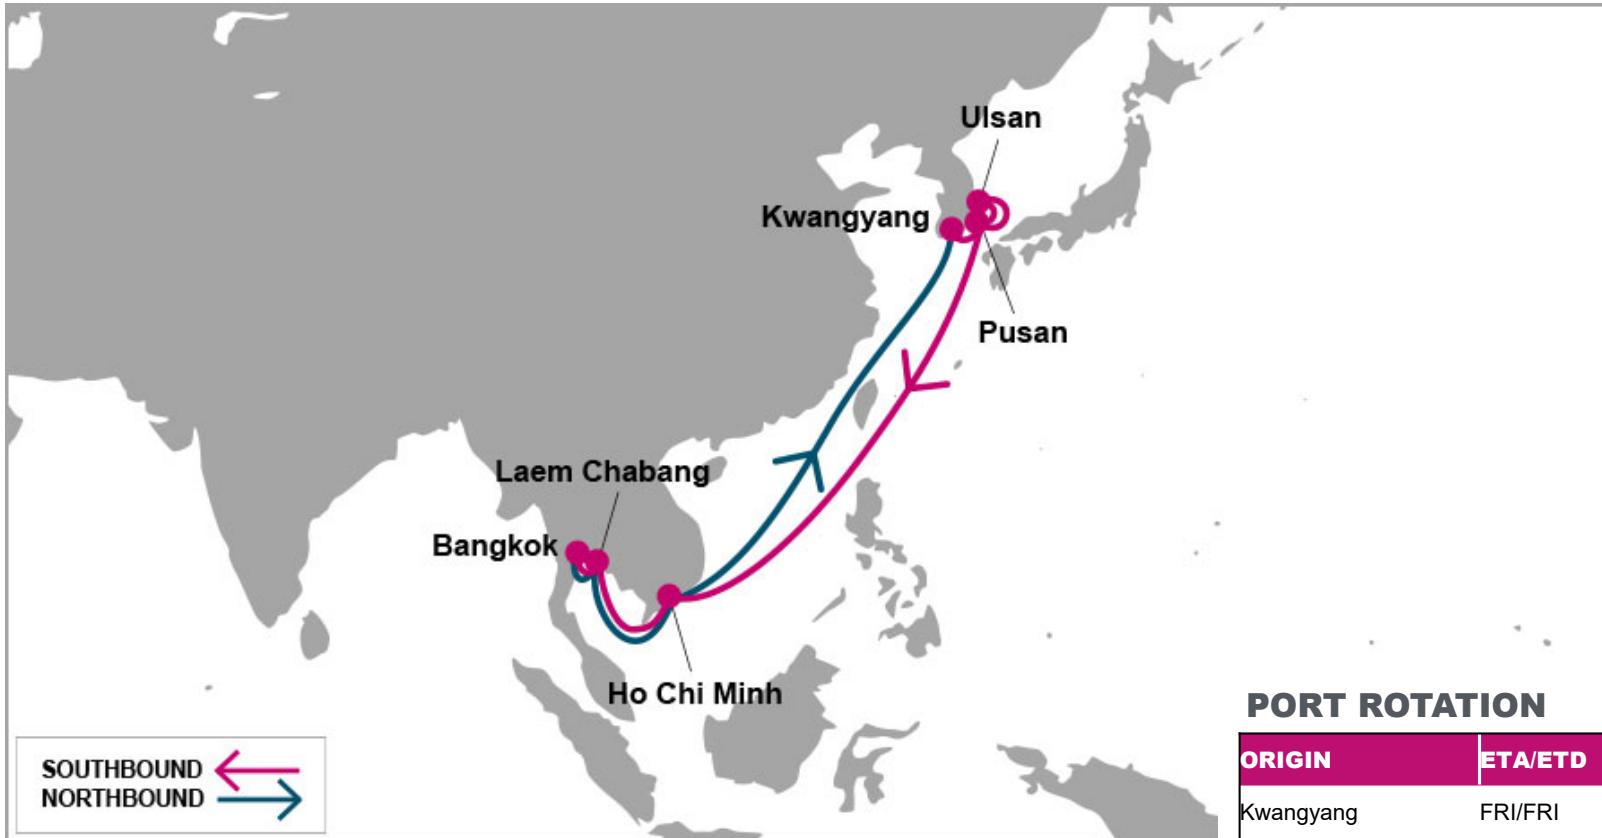 Ulsan
Kwangyang
Pusan
Laem Chabang
Bangkok
Ho Chi Minh
SOUTHBOUND
NORTHBOUND
PORT ROTATION
ORIGIN ETA/ETD
Kwangyang FRI/FRI